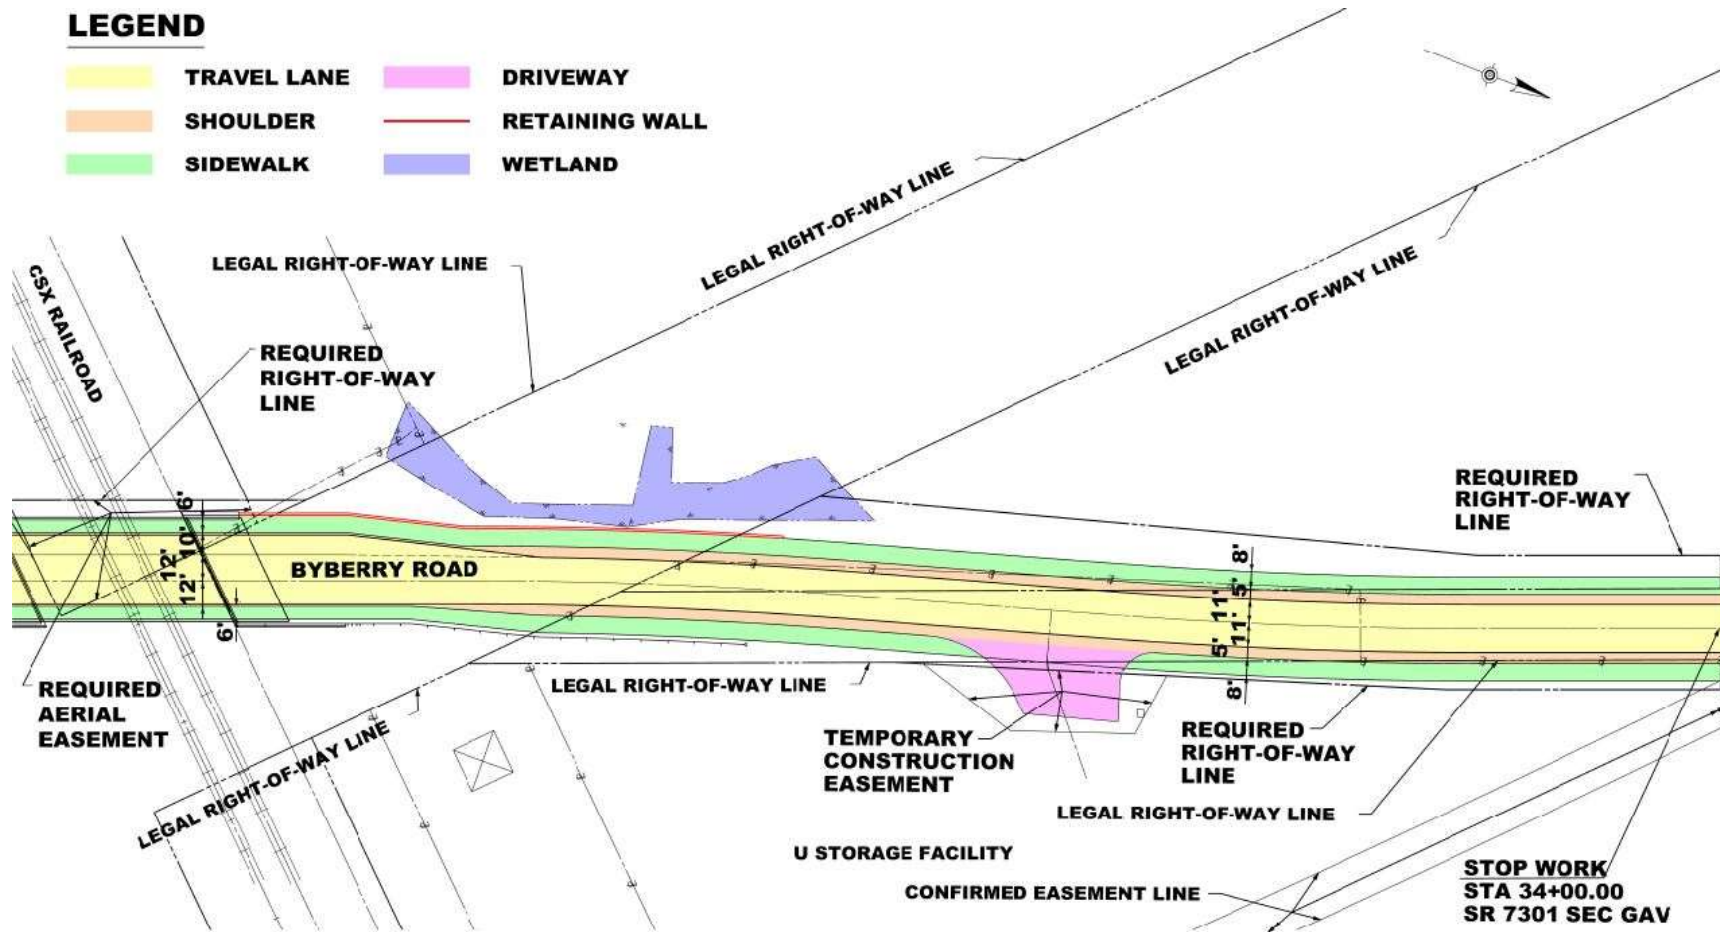 LEGEND
TRAVEL LANE
DRIVEWAY
SHOULDER
RETAINING WALL
SIDEWALK
WETLAND
LEGAL RIGHT-OF-WAY LINE
LEGAL RIGHT-OF-WAY LINE
LEGAL RIGHT-OF-WAY LINE
CSX RAILROAD
REQUIRED
RIGHT-OF-WAY
LINE
REQUIRED
RIGHT-OF-WAY
LINE
6'
10'
12'
12'
6'
BYBERRY ROAD
8'
5'
11'
11'
5'
8'
REQUIRED
AERIAL
EASEMENT
LEGAL RIGHT-OF-WAY LINE
LEGAL RIGHT-OF-WAY LINE
TEMPORARY
CONSTRUCTION
EASEMENT
REQUIRED
RIGHT-OF-WAY
LINE
LEGAL RIGHT-OF-WAY LINE
U STORAGE FACILITY
CONFIRMED EASEMENT LINE
STOP WORK
STA 34+00.00
SR 7301 SEC GAV